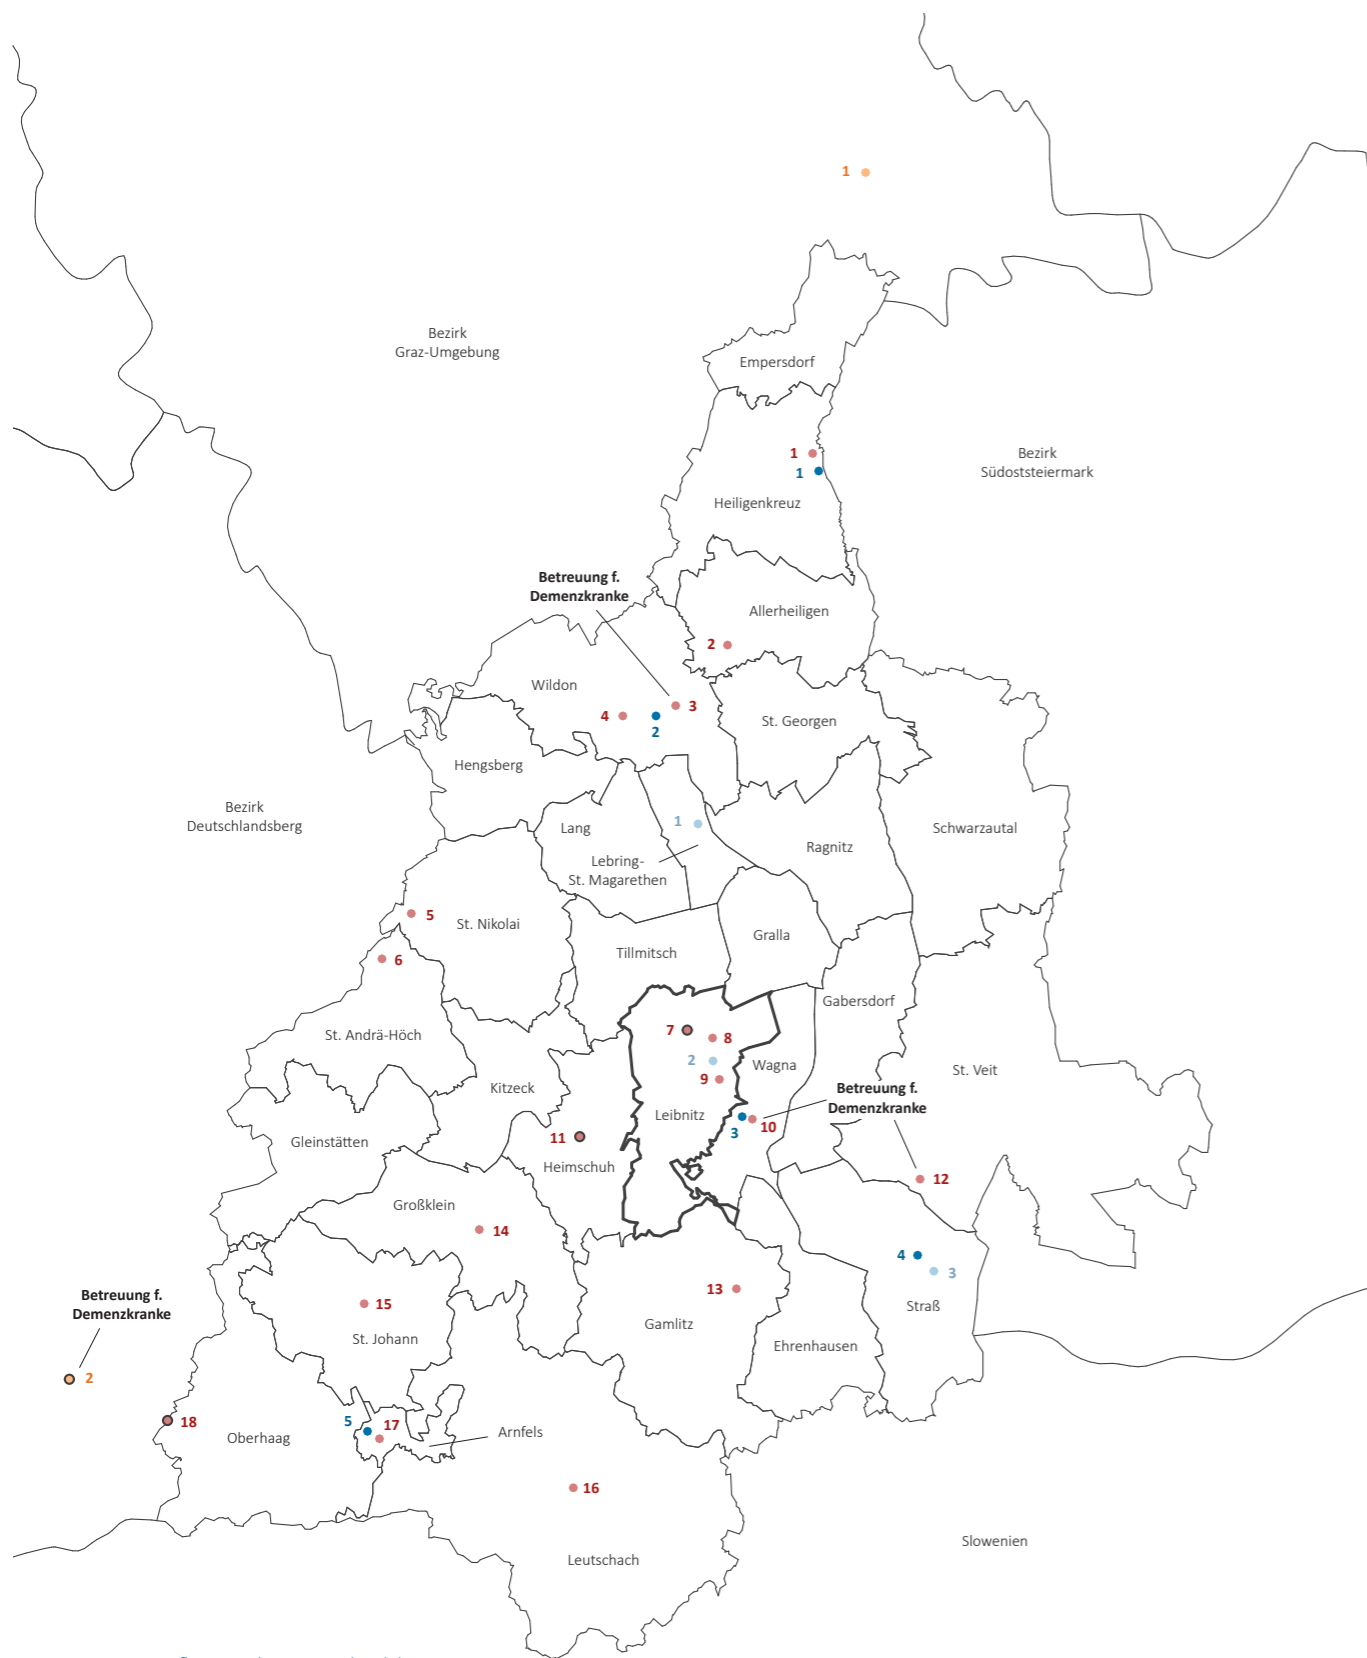 1
Bezirk
Graz-Umgebung
Empersdorf
Bezirk
Südoststeiermark
1
1
Heiligenkreuz
Betreuung f.
Demenzkranke
Allerheiligen
2
Wildon
3
4
2
St. Georgen
Hengsberg
Bezirk
Deutschlandsberg
1
Lang
Schwarzautal
Ragnitz
Lebring-
St. Magarethen
5
St. Nikolai
Gralla
Tillmitsch
6
Gabersdorf
St. Andrä-Höch
7
8
2
Wagna
St. Veit
9
Kitzeck
Betreuung f.
Demenzkranke
Leibnitz
3
10
Gleinstätten
11
Heimschuh
12
Großklein
14
4
3
Betreuung f.
Demenzkranke
13
15
Straß
Gamlitz
St. Johann
Ehrenhausen
2
18
5
17
Arnfels
Oberhaag
16
Slowenien
Leutschach